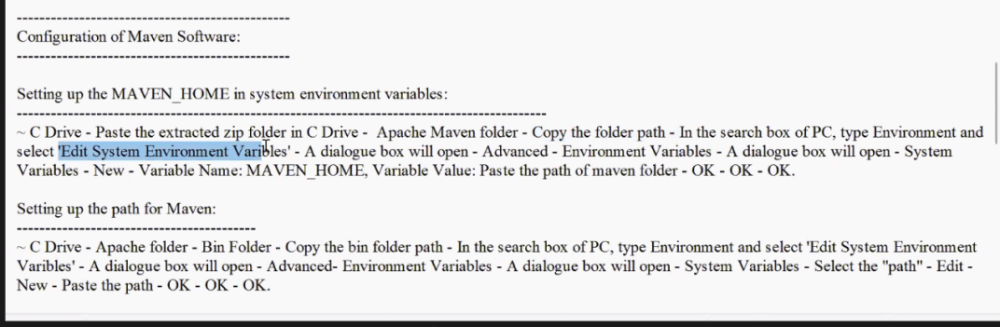 ------------------------------------------------
Configuration of Maven Software:
------------------------------------------------
Setting up the MAVEN_HOME in system environment variables:
---------------------------------------------------------------------------------------------
~ C Drive - Paste the extracted zip folder in C Drive -  Apache Maven folder - Copy the folder path - In the search box of PC, type Environment and
select 'Edit System Environment Varibles' - A dialogue box will open - Advanced - Environment Variables - A dialogue box will open - System
Variables - New - Variable Name: MAVEN_HOME, Variable Value: Paste the path of maven folder - OK - OK - OK.
Setting up the path for Maven:
------------------------------------------
~ C Drive - Apache folder - Bin Folder - Copy the bin folder path - In the search box of PC, type Environment and select 'Edit System Environment
Varibles' - A dialogue box will open - Advanced- Environment Variables - A dialogue box will open - System Variables - Select the "path" - Edit -
New - Paste the path - OK - OK - OK.